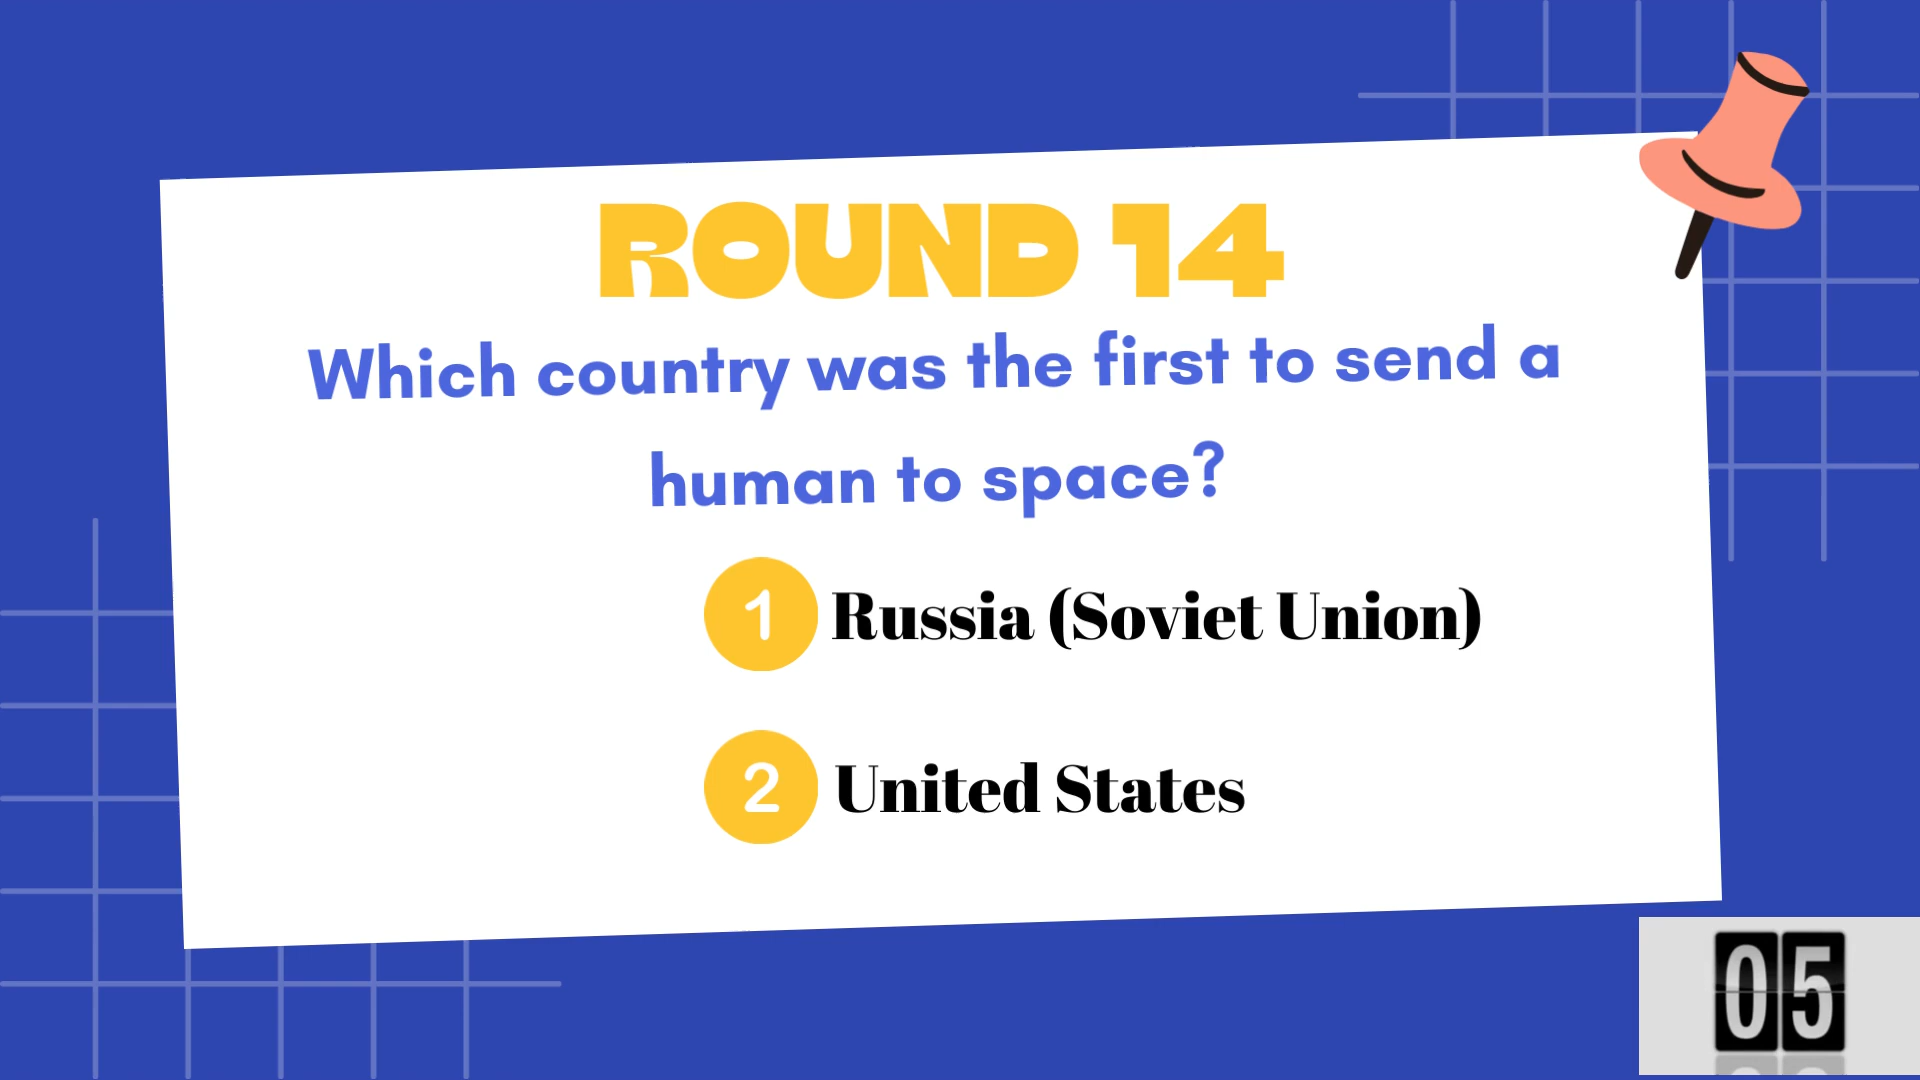 ROUND 14
Which country was the first to send a
human to space?
1 Russia (Soviet Union)
2 United States
05